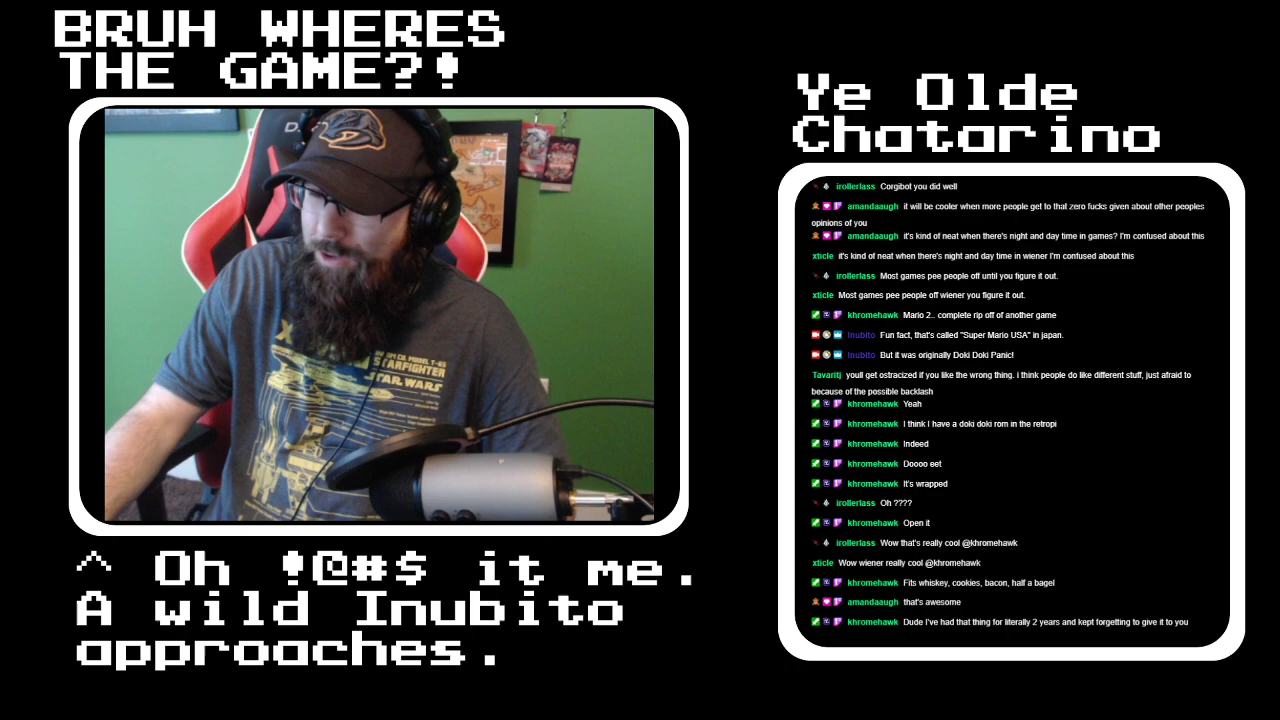 BRUH WHERES
THE GAME?!
Ye Olde
Chatarino
irollerlass Corgibot you did well
amandaaugh it will be cooler when more people get to that zero fucks given about other peoples
opinions of you
amandaaugh it's kind of neat when there's night and day time in games? I'm confused about this
xticle it's kind of neat when there's night and day time in wiener I'm confused about this
irollerlass Most games pee people off until you figure it out.
xticle Most games pee people off wiener you figure it out.
khromehawk Mario 2.. complete rip off of another game
Inubito Fun fact, that's called "Super Mario USA" in japan.
Inubito But it was originally Doki Doki Panic!
Tavaritj youll get ostracized if you like the wrong thing. i think people do like different stuff, just afraid to
because of the possible backlash
khromehawk Yeah
khromehawk I think I have a doki doki rom in the retropi
khromehawk Indeed
khromehawk Doooo eet
khromehawk It's wrapped
irollerlass Oh ????
khromehawk Open it
irollerlass Wow that's really cool @khromehawk
xticle Wow wiener really cool @khromehawk
khromehawk Fits whiskey, cookies, bacon, half a bagel
amandaaugh that's awesome
khromehawk Dude I've had that thing for literally 2 years and kept forgetting to give it to you
STARFIGHTER
STAR WARS
^ Oh !@#$ it me.
A wild Inubito
approaches.